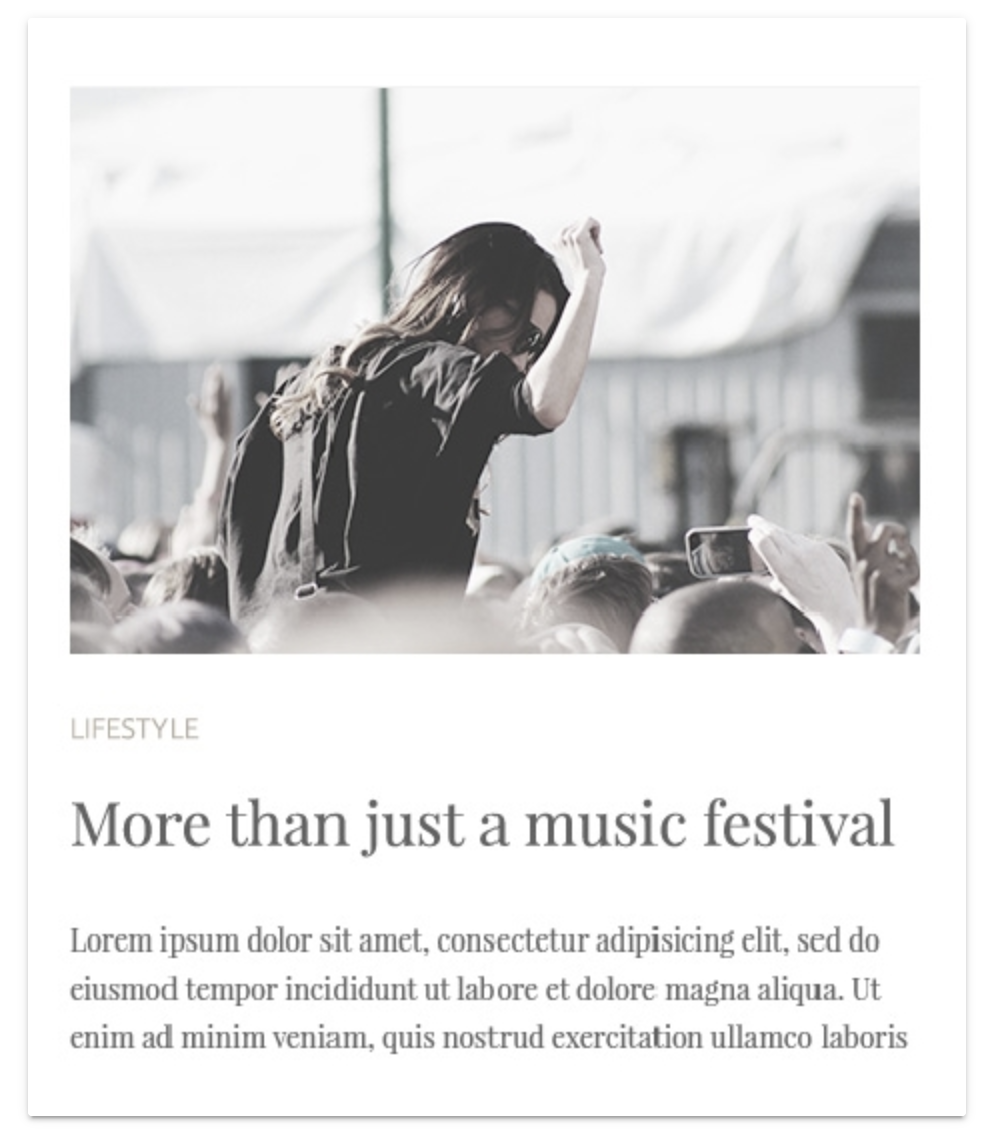 LIFESTYLE
More than just a music festival
Lorem ipsum dolor sit amet, consectetur adipisicing elit, sed do
eiusmod tempor incididunt ut labore et dolore magna aliqua. Ut
enim ad minim veniam, quis nostrud exercitation ullamco laboris